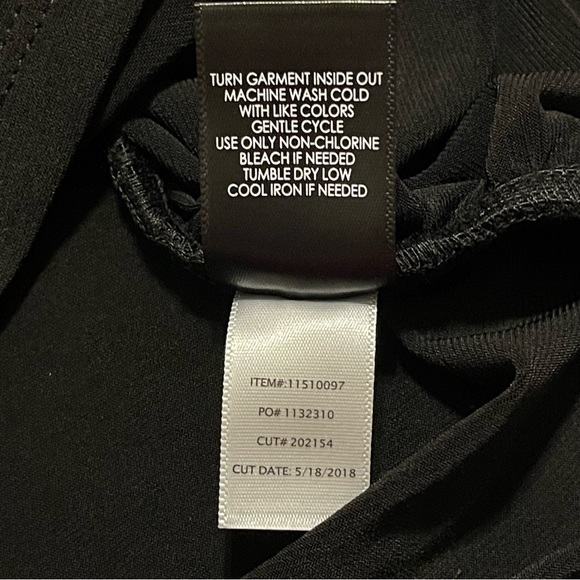 TURN GARMENT INSIDE OUT
MACHINE WASH COLD
WITH LIKE COLORS
GENTLE CYCLE
USE ONLY NON-CHLORINE
BLEACH IF NEEDED
TUMBLE DRY LOW
COOL IRON IF NEEDED
ITEM#:11510097
PO# 1132310
CUT# 202154
CUT DATE: 5/18/2018